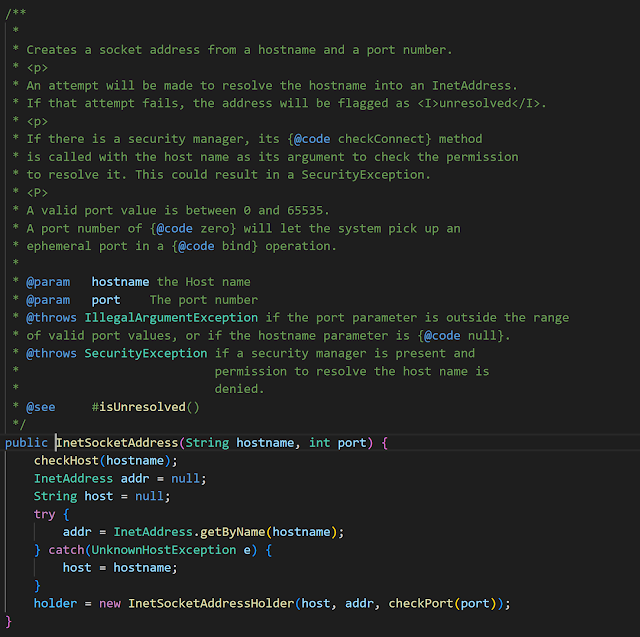 /**
 *
 * Creates a socket address from a hostname and a port number.
 * <p>
 * An attempt will be made to resolve the hostname into an InetAddress.
 * If that attempt fails, the address will be flagged as <I>unresolved</I>.
 * <p>
 * If there is a security manager, its {@code checkConnect} method
 * is called with the host name as its argument to check the permission
 * to resolve it. This could result in a SecurityException.
 * <P>
 * A valid port value is between 0 and 65535.
 * A port number of {@code zero} will let the system pick up an
 * ephemeral port in a {@code bind} operation.
 *
 * @param   hostname the Host name
 * @param   port    The port number
 * @throws IllegalArgumentException if the port parameter is outside the range
 * of valid port values, or if the hostname parameter is {@code null}.
 * @throws SecurityException if a security manager is present and
 *                           permission to resolve the host name is
 *                           denied.
 * @see     #isUnresolved()
 */
public InetSocketAddress(String hostname, int port) {
    checkHost(hostname);
    InetAddress addr = null;
    String host = null;
    try {
        addr = InetAddress.getByName(hostname);
    } catch(UnknownHostException e) {
        host = hostname;
    }
    holder = new InetSocketAddressHolder(host, addr, checkPort(port));
}